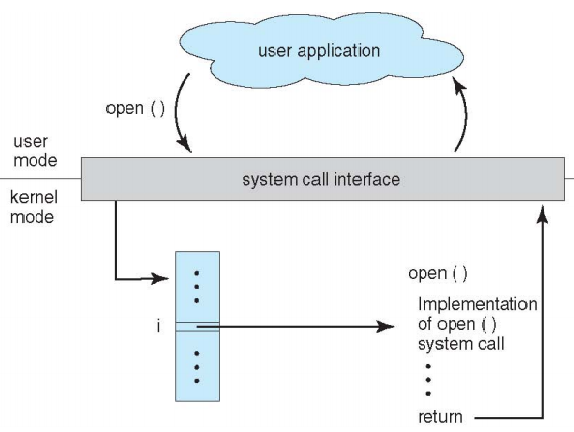 user application
open ( )
user
mode
system call interface
kernel
mode
open ( )
i
Implementation
of open ( )
system call
return